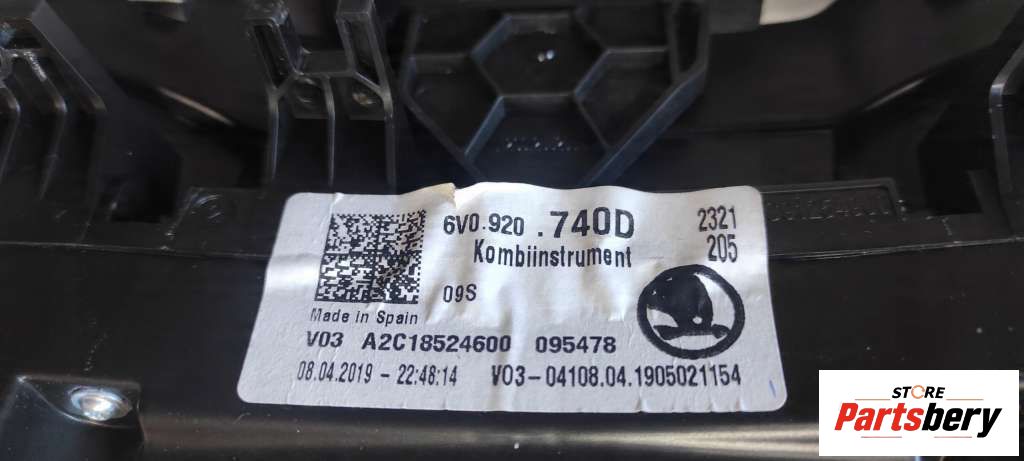 6V0.920 .740D 2321
Kombiinstrument 205
09S
Made in Spain
V03 A2C18524600 095478
08.04.2019 - 22:48:14 V03-04108.04.1905021154
STORE
Partsbery